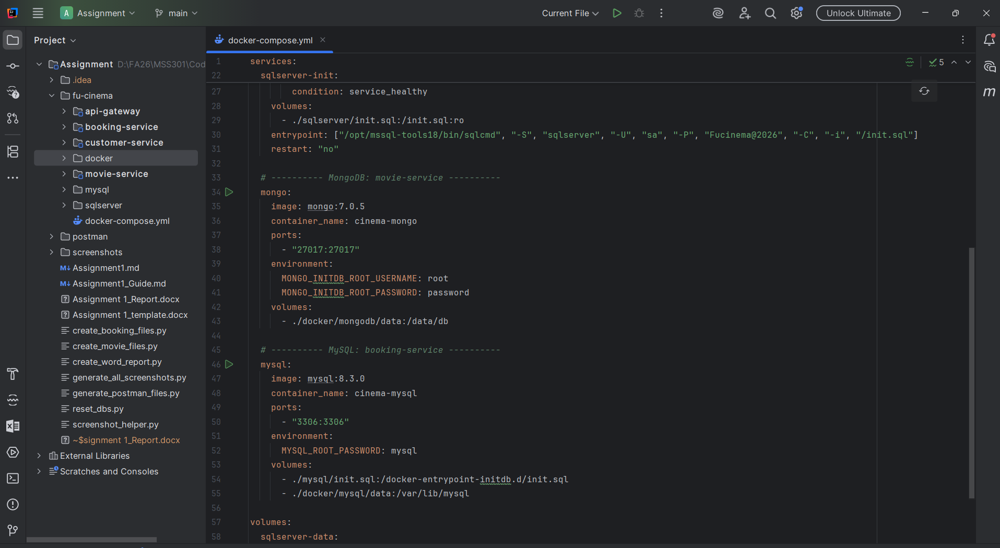 A Assignment main Current File Unlock Ultimate
Project
docker-compose.yml
Assignment D:\FA26\MSS301\Cod
.idea
fu-cinema
api-gateway
booking-service
customer-service
docker
movie-service
mysql
sqlserver
docker-compose.yml
postman
screenshots
M↓ Assignment1.md
M↓ Assignment1_Guide.md
? Assignment 1_Report.docx
? Assignment 1_template.docx
create_booking_files.py
create_movie_files.py
create_word_report.py
generate_all_screenshots.py
generate_postman_files.py
reset_dbs.py
screenshot_helper.py
? ~$signment 1_Report.docx
External Libraries
Scratches and Consoles
5
m
1 services:
22 sqlserver-init:
27 condition: service_healthy
28 volumes:
29 - ./sqlserver/init.sql:/init.sql:ro
30 entrypoint: ["/opt/mssql-tools18/bin/sqlcmd", "-S", "sqlserver", "-U", "sa", "-P", "Fucinema@2026", "-C", "-i", "/init.sql"]
31 restart: "no"
32
33 # ---------- MongoDB: movie-service ----------
34 mongo:
35 image: mongo:7.0.5
36 container_name: cinema-mongo
37 ports:
38 - "27017:27017"
39 environment:
40 MONGO_INITDB_ROOT_USERNAME: root
41 MONGO_INITDB_ROOT_PASSWORD: password
42 volumes:
43 - ./docker/mongodb/data:/data/db
44
45 # ---------- MySQL: booking-service ----------
46 mysql:
47 image: mysql:8.3.0
48 container_name: cinema-mysql
49 ports:
50 - "3306:3306"
51 environment:
52 MYSQL_ROOT_PASSWORD: mysql
53 volumes:
54 - ./mysql/init.sql:/docker-entrypoint-initdb.d/init.sql
55 - ./docker/mysql/data:/var/lib/mysql
56
57 volumes:
58 sqlserver-data: